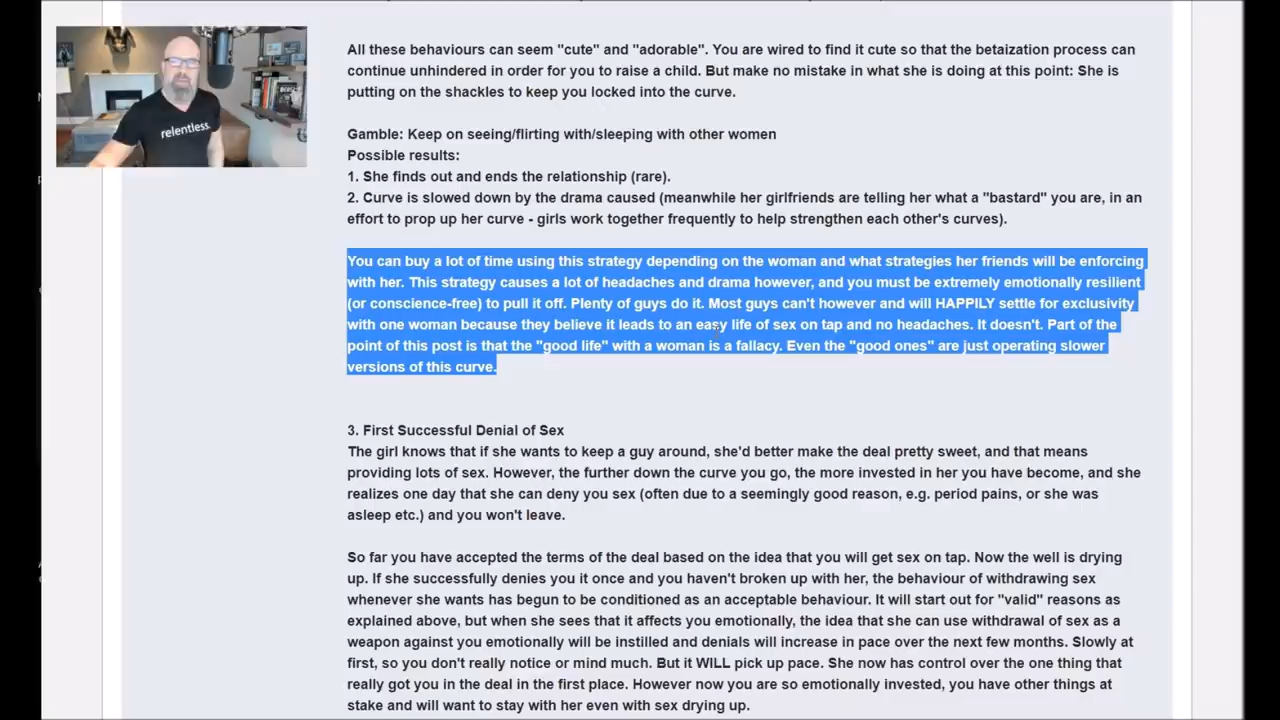 All these behaviours can seem "cute" and "adorable". You are wired to find it cute so that the betaization process can
continue unhindered in order for you to raise a child. But make no mistake in what she is doing at this point: She is
putting on the shackles to keep you locked into the curve.
relentless.
Gamble: Keep on seeing/flirting with/sleeping with other women
Possible results:
1. She finds out and ends the relationship (rare).
2. Curve is slowed down by the drama caused (meanwhile her girlfriends are telling her what a "bastard" you are, in an
effort to prop up her curve - girls work together frequently to help strengthen each other's curves).
You can buy a lot of time using this strategy depending on the woman and what strategies her friends will be enforcing
with her. This strategy causes a lot of headaches and drama however, and you must be extremely emotionally resilient
(or conscience-free) to pull it off. Plenty of guys do it. Most guys can't however and will HAPPILY settle for exclusivity
with one woman because they believe it leads to an easy life of sex on tap and no headaches. It doesn't. Part of the
point of this post is that the "good life" with a woman is a fallacy. Even the "good ones" are just operating slower
versions of this curve.
3. First Successful Denial of Sex
The girl knows that if she wants to keep a guy around, she'd better make the deal pretty sweet, and that means
providing lots of sex. However, the further down the curve you go, the more invested in her you have become, and she
realizes one day that she can deny you sex (often due to a seemingly good reason, e.g. period pains, or she was
asleep etc.) and you won't leave.
So far you have accepted the terms of the deal based on the idea that you will get sex on tap. Now the well is drying
up. If she successfully denies you it once and you haven't broken up with her, the behaviour of withdrawing sex
whenever she wants has begun to be conditioned as an acceptable behaviour. It will start out for "valid" reasons as
explained above, but when she sees that it affects you emotionally, the idea that she can use withdrawal of sex as a
weapon against you emotionally will be instilled and denials will increase in pace over the next few months. Slowly at
first, so you don't really notice or mind much. But it WILL pick up pace. She now has control over the one thing that
really got you in the deal in the first place. However now you are so emotionally invested, you have other things at
stake and will want to stay with her even with sex drying up.